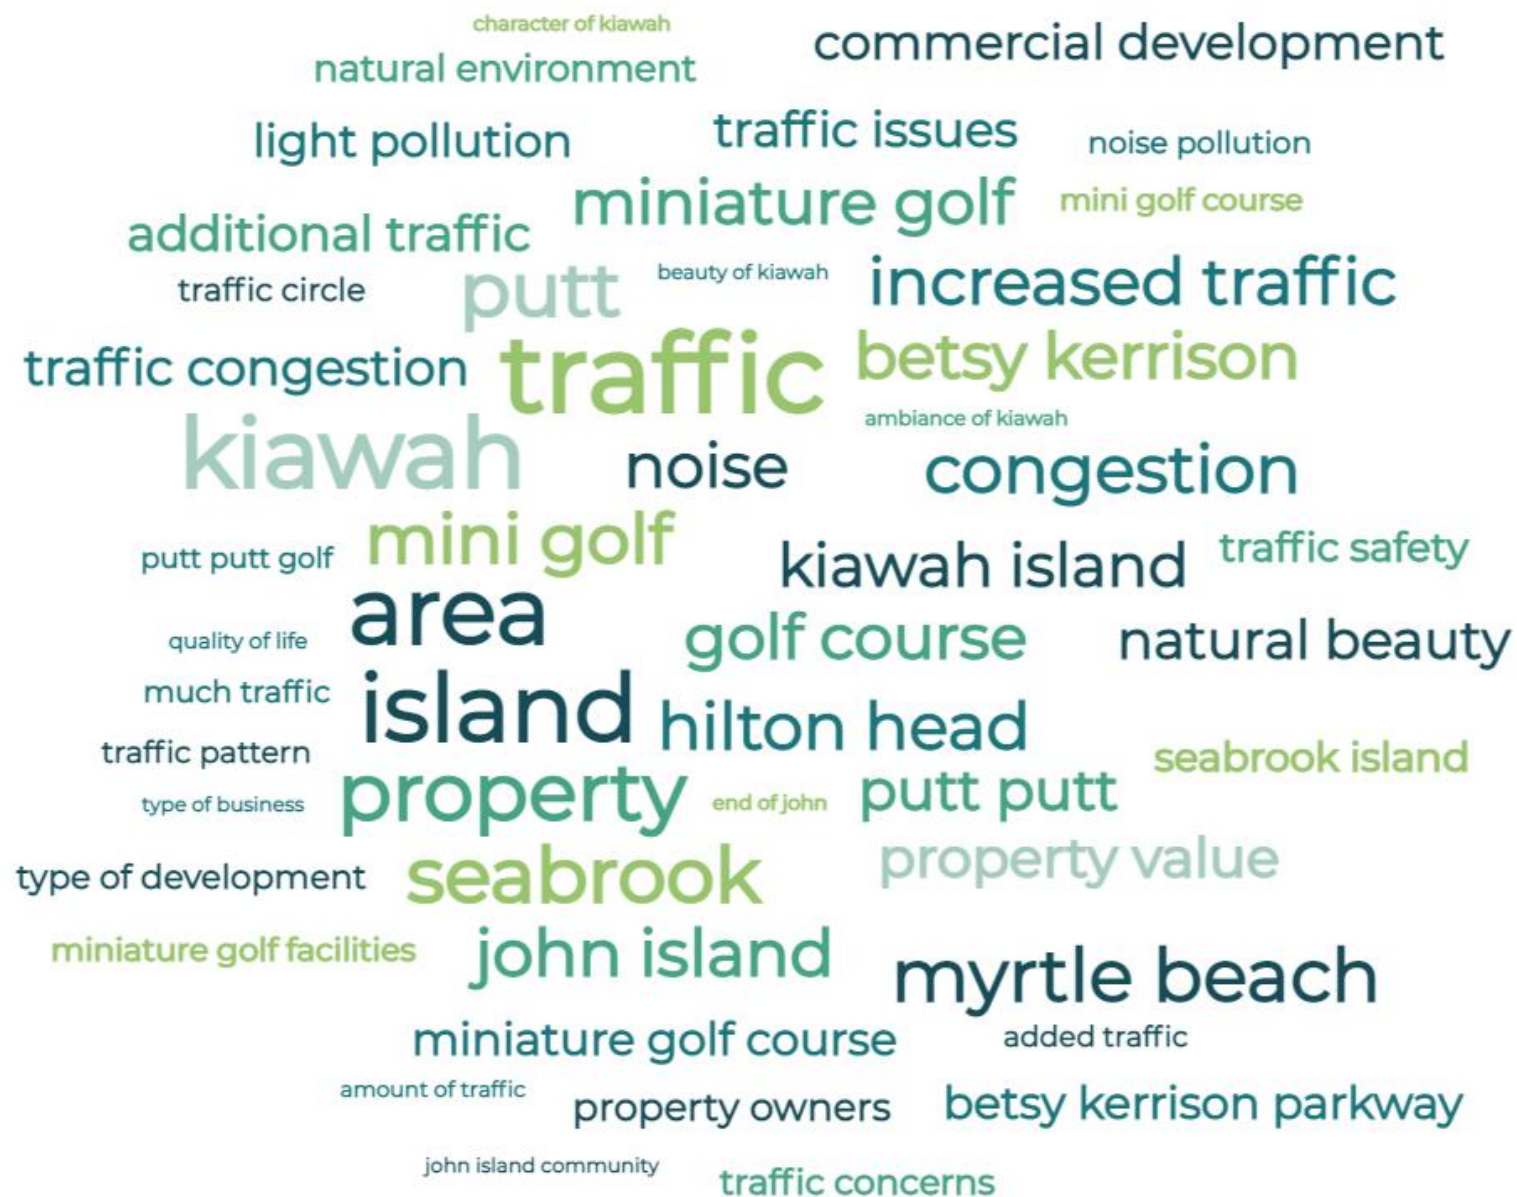 character of kiawah
commercial development
natural environment
light pollution
traffic issues
noise pollution
miniature golf
mini golf course
additional traffic
traffic circle
putt
beauty of kiawah
increased traffic
traffic congestion
traffic
betsy kerrison
ambiance of kiawah
kiawah
noise
congestion
putt putt golf
mini golf
kiawah island
traffic safety
area
quality of life
golf course
natural beauty
much traffic
island
hilton head
traffic pattern
seabrook island
type of business
property
end of john
putt putt
type of development
seabrook
property value
miniature golf facilities
john island
myrtle beach
miniature golf course
added traffic
amount of traffic
property owners
betsy kerrison parkway
john island community
traffic concerns